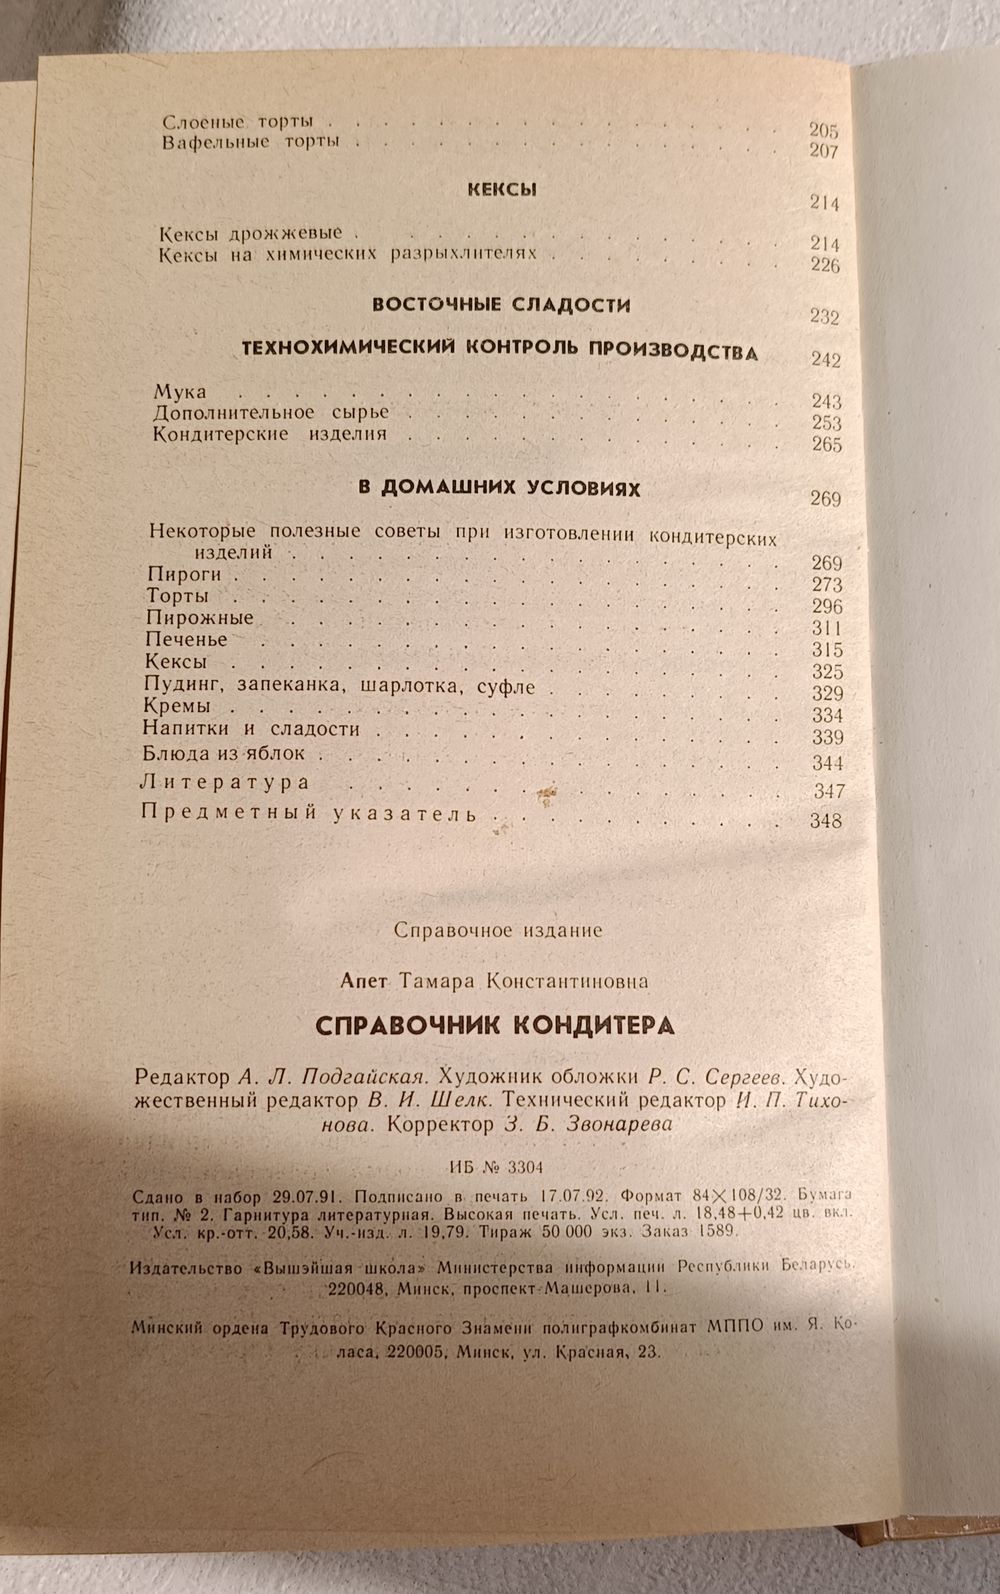 Слоеные торты . . . . . . . . . . . . . . . . 205
Вафельные торты . . . . . . . . . . . . . . . 207
КЕКСЫ 214
Кексы дрожжевые . . . . . . . . . . . . . . 214
Кексы на химических разрыхлителях . . . . . . . . . 226
ВОСТОЧНЫЕ СЛАДОСТИ 232
ТЕХНОХИМИЧЕСКИЙ КОНТРОЛЬ ПРОИЗВОДСТВА 242
Мука . . . . . . . . . . . . . . . . . . . 243
Дополнительное сырье . . . . . . . . . . . . . 253
Кондитерские изделия . . . . . . . . . . . . . 265
В ДОМАШНИХ УСЛОВИЯХ 269
Некоторые полезные советы при изготовлении кондитерских
изделий . . . . . . . . . . . . . . . . . 269
Пироги . . . . . . . . . . . . . . . . . . . 273
Торты . . . . . . . . . . . . . . . . . . . 296
Пирожные . . . . . . . . . . . . . . . . . 311
Печенье . . . . . . . . . . . . . . . . . . 315
Кексы . . . . . . . . . . . . . . . . . . . 325
Пудинг, запеканка, шарлотка, суфле . . . . . . . . 329
Кремы . . . . . . . . . . . . . . . . . . . 334
Напитки и сладости . . . . . . . . . . . . . . 339
Блюда из яблок . . . . . . . . . . . . . . . . 344
Литература . . . . . . . . . . . . . . . 347
Предметный указатель . . . . . . . . . . . 348
Справочное издание
Апет Тамара Константиновна
СПРАВОЧНИК КОНДИТЕРА
Редактор А. Л. Подгайская. Художник обложки Р. С. Сергеев. Худо-
жественный редактор В. И. Шелк. Технический редактор И. П. Тихо-
нова. Корректор З. Б. Звонарева
ИБ № 3304
Сдано в набор 29.07.91. Подписано в печать 17.07.92. Формат 84×108/32. Бумага
тип. № 2. Гарнитура литературная. Высокая печать. Усл. печ. л. 18,48+0,42 цв. вкл.
Усл. кр.-отт. 20,58. Уч.-изд. л. 19,79. Тираж 50 000 экз. Заказ 1589.
Издательство «Вышэйшая школа» Министерства информации Республики Беларусь.
220048, Минск, проспект Машерова, 11.
Минский ордена Трудового Красного Знамени полиграфкомбинат МППО им. Я. Ко-
ласа, 220005, Минск, ул. Красная, 23.